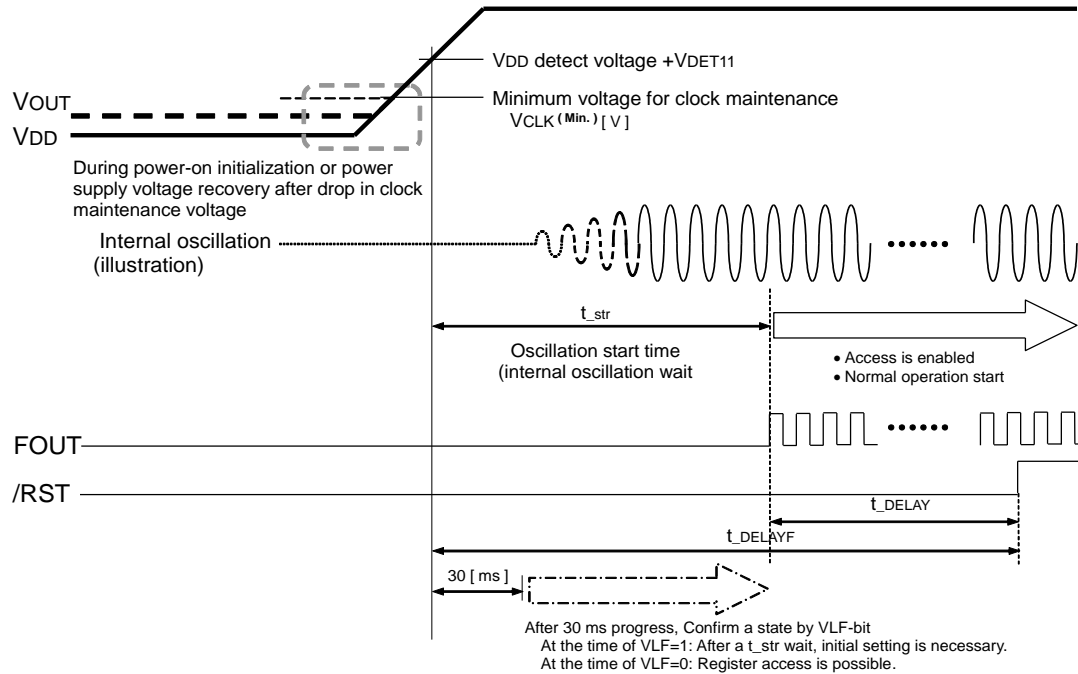 VDD detect voltage +VDET11
VOUT
Minimum voltage for clock maintenance
VCLK (Min.) [ V ]
VDD
During power-on initialization or power
supply voltage recovery after drop in clock
maintenance voltage
Internal oscillation
(illustration)
t_str
Oscillation start time
(internal oscillation wait
• Access is enabled
• Normal operation start
FOUT
/RST
t_DELAY
t_DELAYF
30 [ ms ]
After 30 ms progress, Confirm a state by VLF-bit
At the time of VLF=1: After a t_str wait, initial setting is necessary.
At the time of VLF=0: Register access is possible.